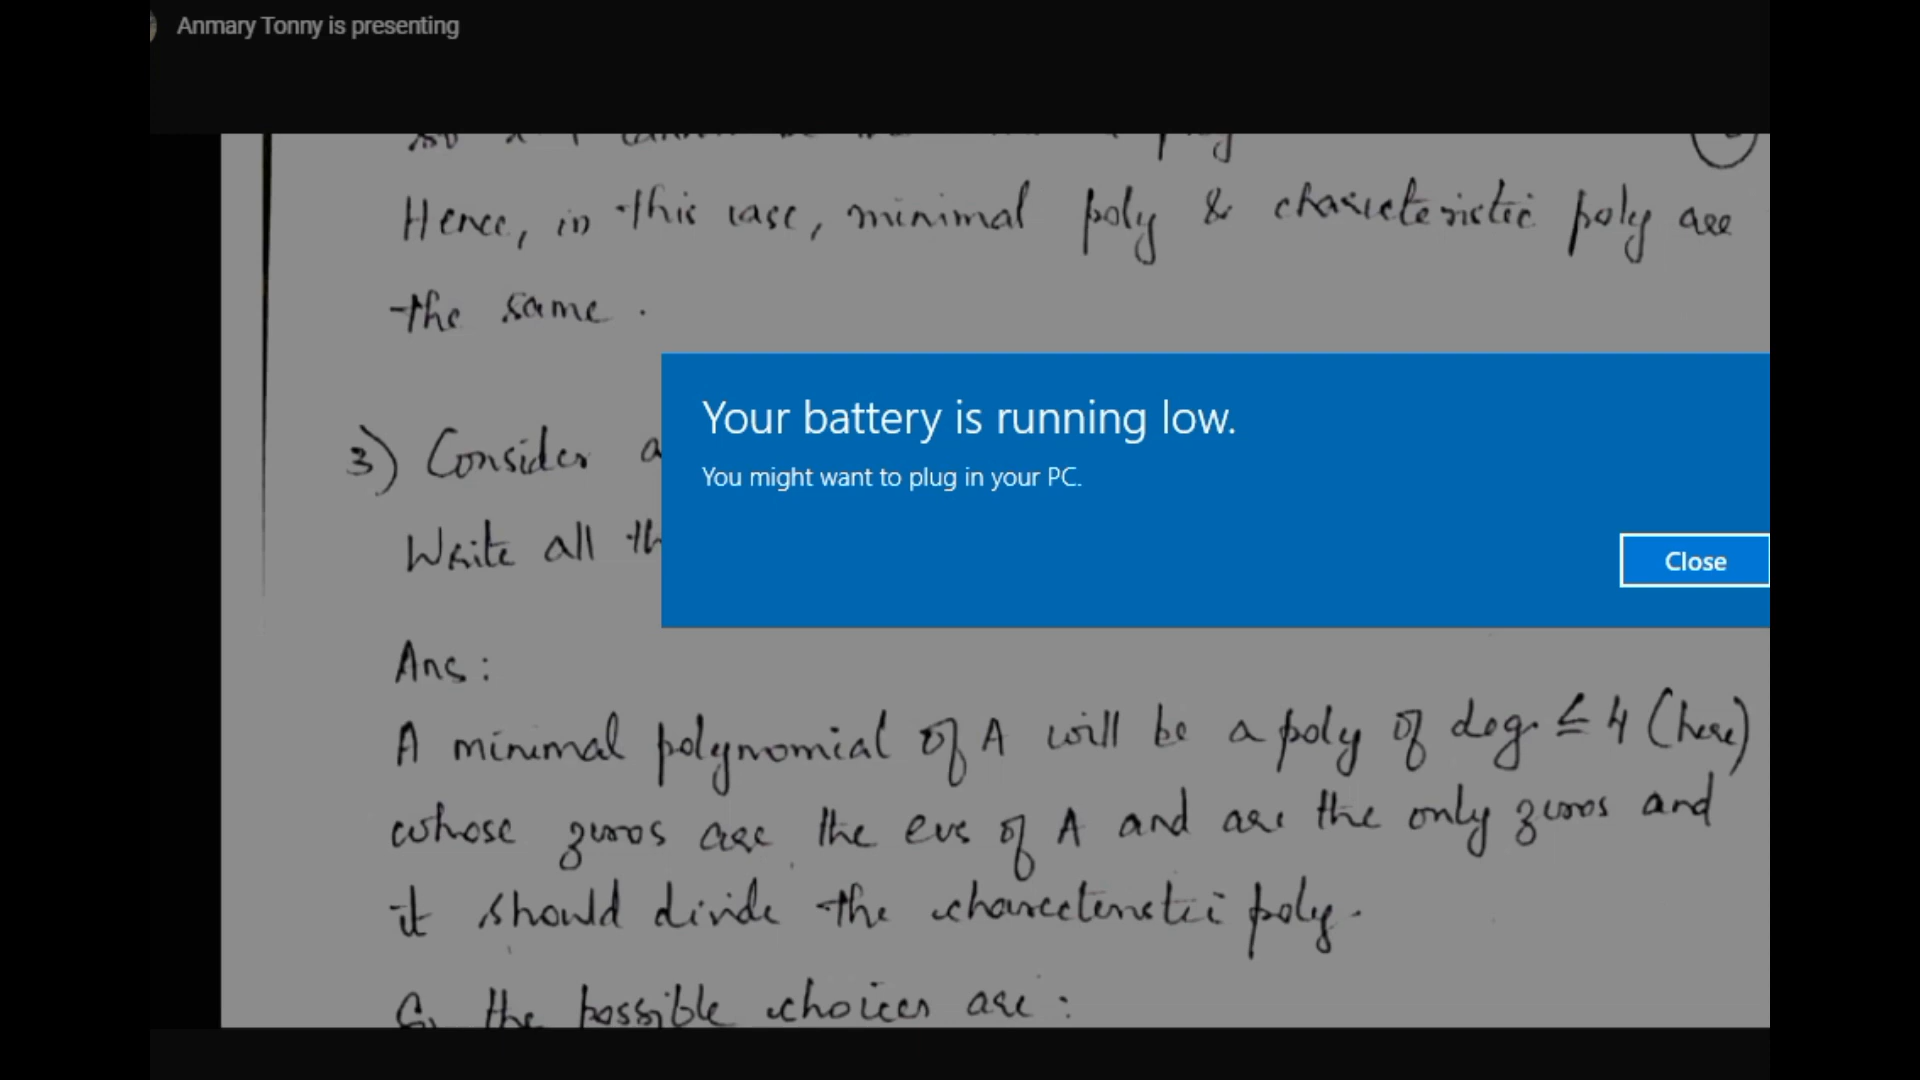 Anmary Tonny is presenting
Hence, in this case, minimal poly & characteristic poly are
the same.
3) Consider a
Your battery is running low.
You might want to plug in your PC.
Close
Write all th
Ans:
A minimal polynomial of A will be a poly of deg. ≤ 4 (here)
whose zeros are the evs of A and are the only zeros and
it should divide the characteristic poly.
So the possible choices are: